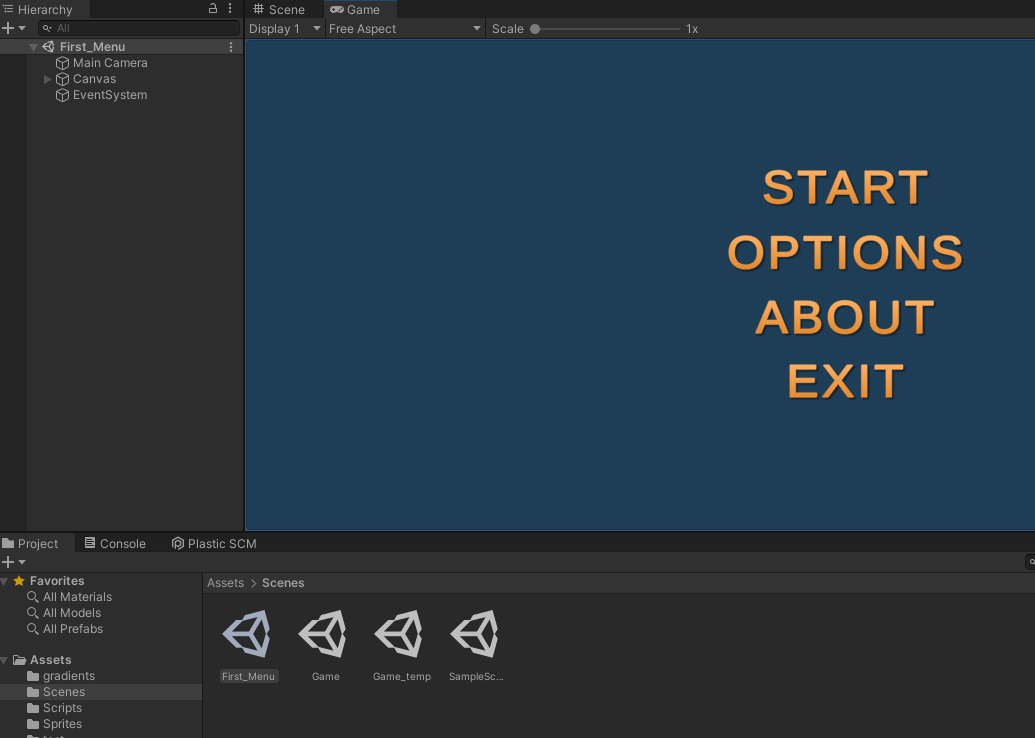 Hierarchy
All
First_Menu
Main Camera
Canvas
EventSystem
Scene Game
Display 1 Free Aspect Scale 1x
START
OPTIONS
ABOUT
EXIT
Project Console Plastic SCM
Favorites
All Materials
All Models
All Prefabs
Assets
gradients
Scenes
Scripts
Sprites
Assets > Scenes
First_Menu Game Game_temp SampleSc...